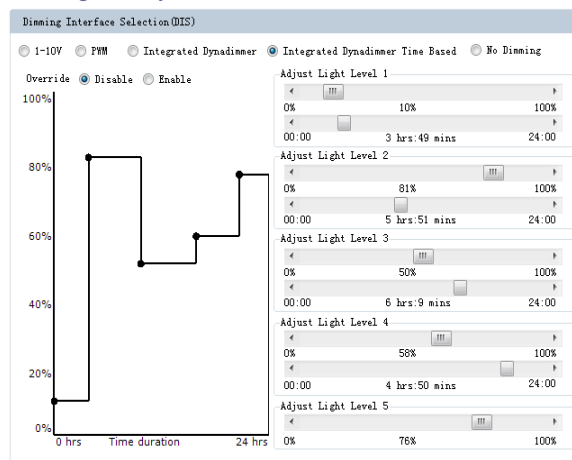 Dimming Interface Selection(DIS)
1-10V PWM Integrated Dynadimmer Integrated Dynadimmer Time Based No Dimming
Override Disable Enable
100%
80%
60%
40%
20%
0%
0 hrs Time duration 24 hrs
Adjust Light Level 1
0% 10% 100%
00:00 3 hrs:49 mins 24:00
Adjust Light Level 2
0% 81% 100%
00:00 5 hrs:51 mins 24:00
Adjust Light Level 3
0% 50% 100%
00:00 6 hrs:9 mins 24:00
Adjust Light Level 4
0% 58% 100%
00:00 4 hrs:50 mins 24:00
Adjust Light Level 5
0% 76% 100%